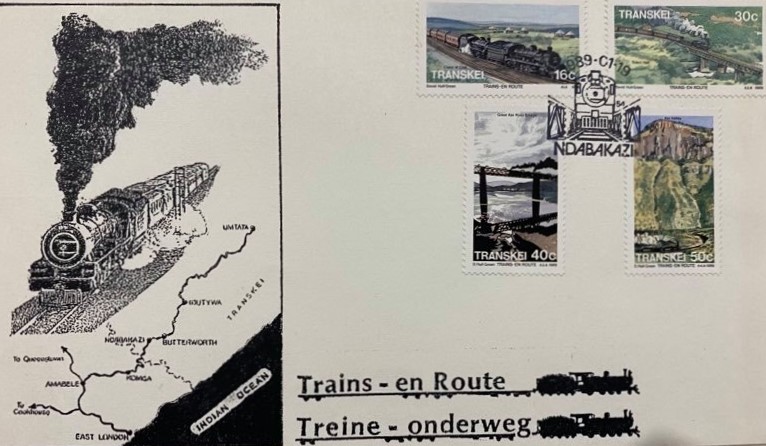 TRANSKEI 16c
TRAINS-EN ROUTE
TRANSKEI 30c
TRAINS-EN ROUTE
1989-01-19
NDABAKAZI
TRANSKEI 40c
TRAINS-EN ROUTE
TRANSKEI 50c
TRAINS-EN ROUTE
UMTATA
TRANSKEI
IDUTYWA
NDABAKAZI
BUTTERWORTH
To Queenstown
KOMGA
AMABELE
To Cookhouse
EAST LONDON
INDIAN OCEAN
Trains - en Route
Treine - onderweg